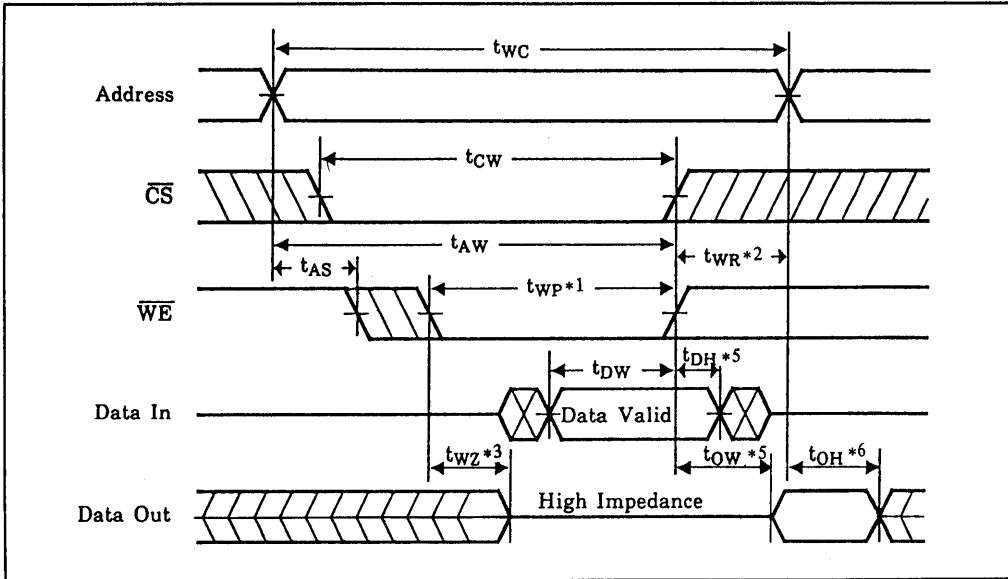 tWC
Address
tCW
CS
tAW
tAS
tWR*2
tWP*1
WE
tDW
tDH*5
Data In
Data Valid
tWZ*3
tOW*5
tOH*6
High Impedance
Data Out